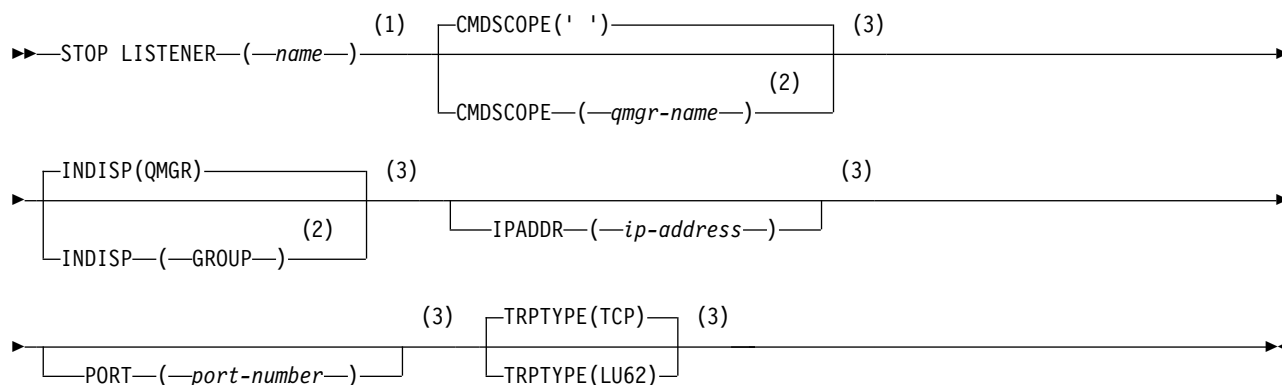 (1) CMDSCOPE(' ') (3)
STOP LISTENER ( name )
(2)
CMDSCOPE ( qmgr-name )
INDISP(QMGR) (3) (3)
(2) IPADDR ( ip-address )
INDISP ( GROUP )
(3) TRPTYPE(TCP) (3)
PORT ( port-number ) TRPTYPE(LU62)